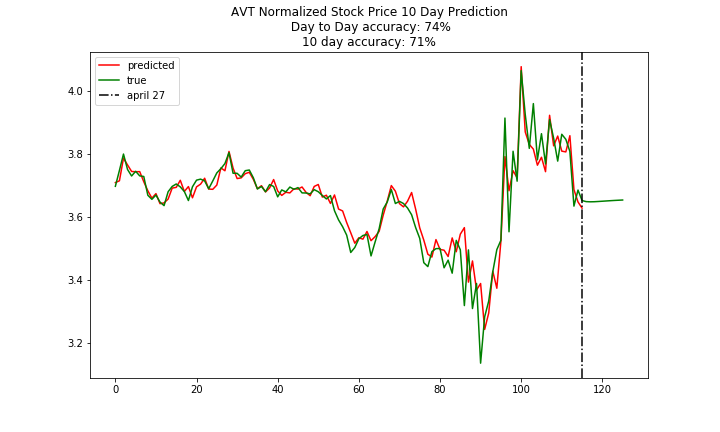 AVT Normalized Stock Price 10 Day Prediction
Day to Day accuracy: 74%
10 day accuracy: 71%
predicted
true
april 27
4.0
3.8
3.6
3.4
3.2
0 20 40 60 80 100 120